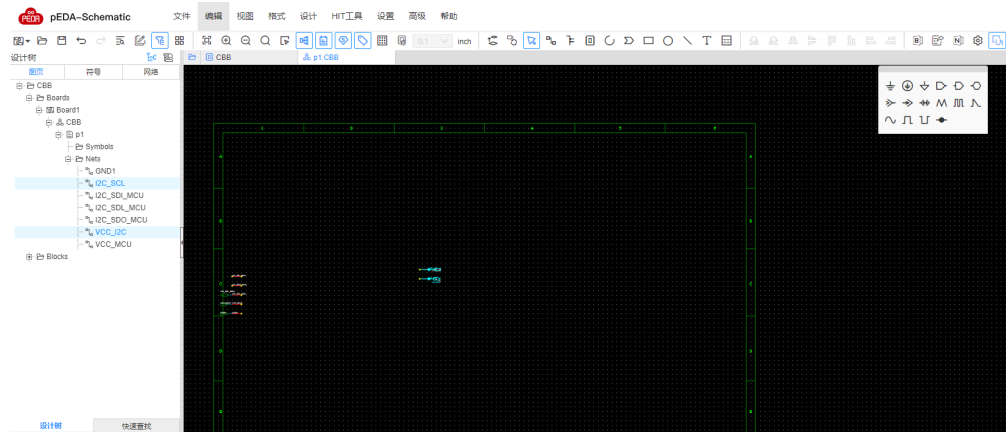 PEDA pEDA-Schematic 文件 编辑 视图 格式 设计 HIT工具 设置 高级 帮助
0.1 inch
设计树 CBB p1:CBB
图页 符号 网络
CBB
Boards
Board1
CBB
p1
Symbols
Nets
GND1
I2C_SCL
I2C_SDI_MCU
I2C_SDL_MCU
I2C_SDO_MCU
VCC_I2C
VCC_MCU
Blocks
1 2 3 4 5 6
A A
B B
C C
D D
E E
设计树 快速查找